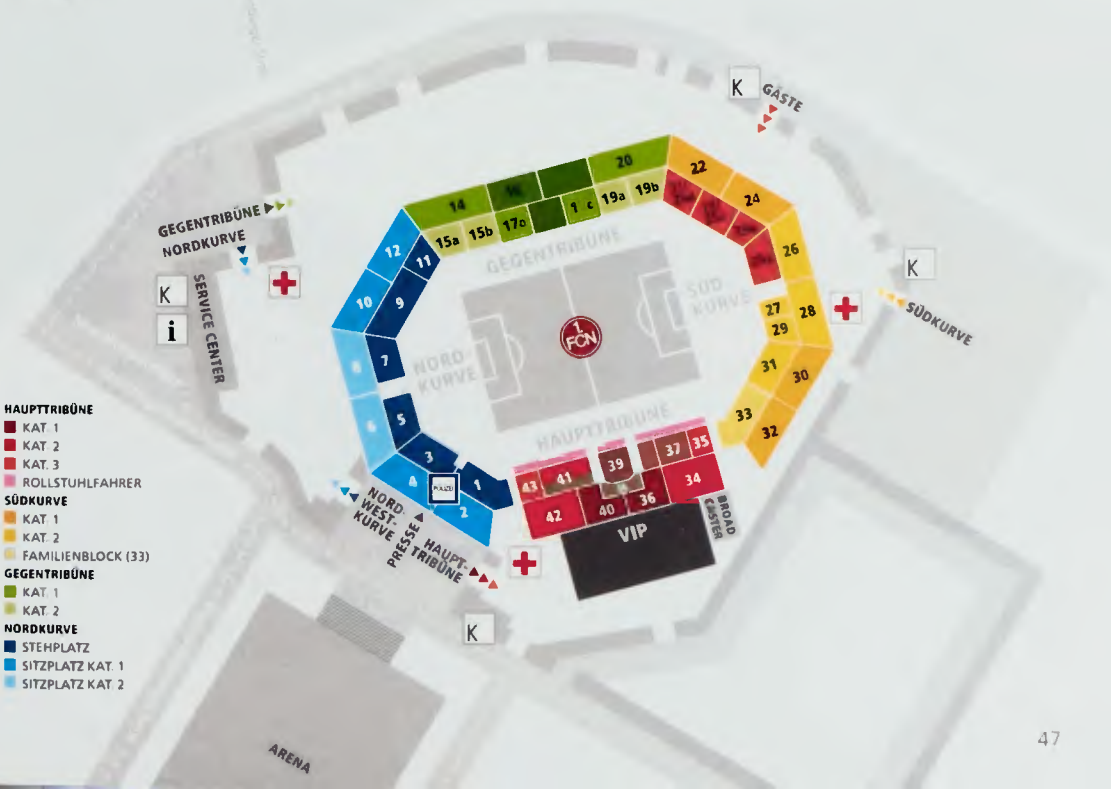 K
GÄSTE
GEGENTRIBÜNE
NORDKURVE
K
i
SERVICE CENTER
K
SÜDKURVE
20
22
14
24
19a
19b
15a
15b
12
11
26
10
9
27
28
29
7
31
30
5
33
32
3
1
2
43
41
39
37
35
42
40
36
34
GEGENTRIBÜNE
SÜD
KURVE
1.
FCN
NORD
KURVE
HAUPTTRIBÜNE
POLIZEI
VIP
BROAD
CASTER
NORD-
WEST-
KURVE
PRESSE
HAUPT-
TRIBÜNE
K
ARENA
HAUPTTRIBÜNE
KAT. 1
KAT. 2
KAT. 3
ROLLSTUHLFAHRER
SÜDKURVE
KAT. 1
KAT. 2
FAMILIENBLOCK (33)
GEGENTRIBÜNE
KAT. 1
KAT. 2
NORDKURVE
STEHPLATZ
SITZPLATZ KAT. 1
SITZPLATZ KAT. 2
47